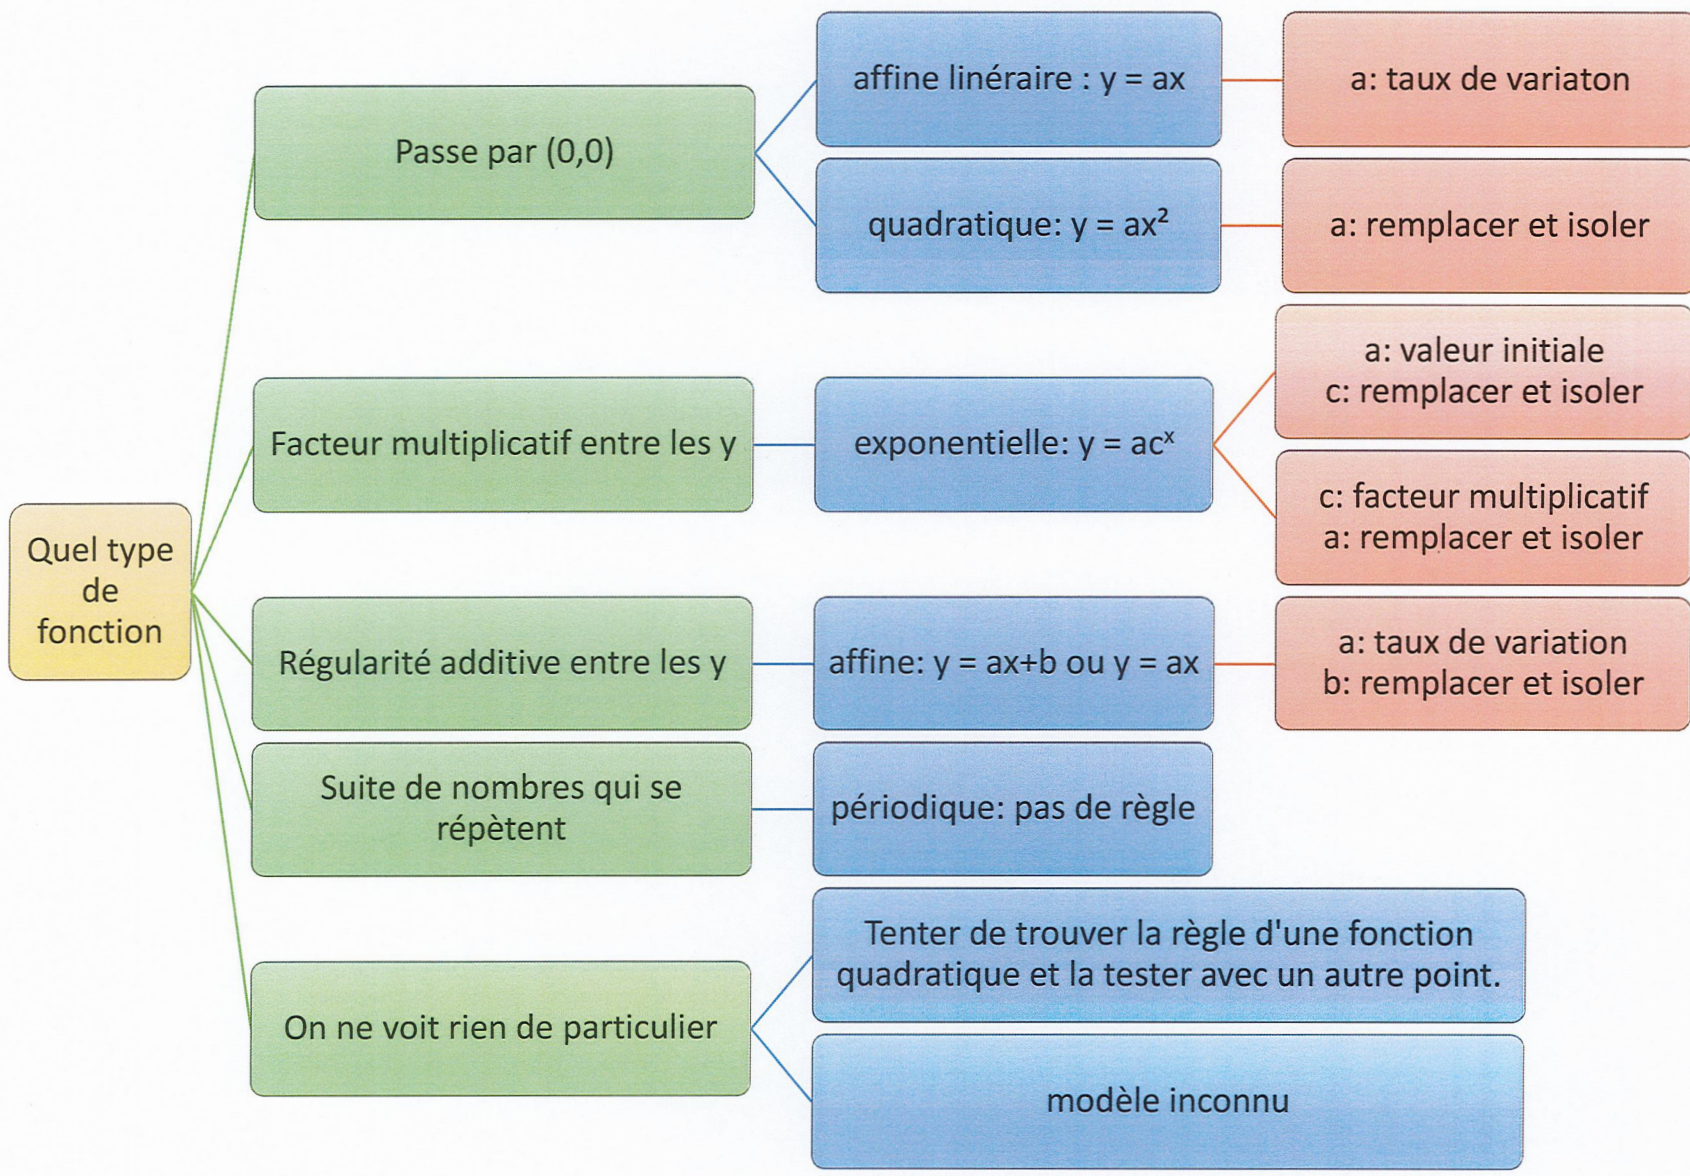 Quel type
de
fonction
Passe par (0,0)
affine linéraire : y = ax
a: taux de variaton
quadratique: y = ax²
a: remplacer et isoler
Facteur multiplicatif entre les y
exponentielle: y = acˣ
a: valeur initiale
c: remplacer et isoler
c: facteur multiplicatif
a: remplacer et isoler
Régularité additive entre les y
affine: y = ax+b ou y = ax
a: taux de variation
b: remplacer et isoler
Suite de nombres qui se
répètent
périodique: pas de règle
On ne voit rien de particulier
Tenter de trouver la règle d'une fonction
quadratique et la tester avec un autre point.
modèle inconnu